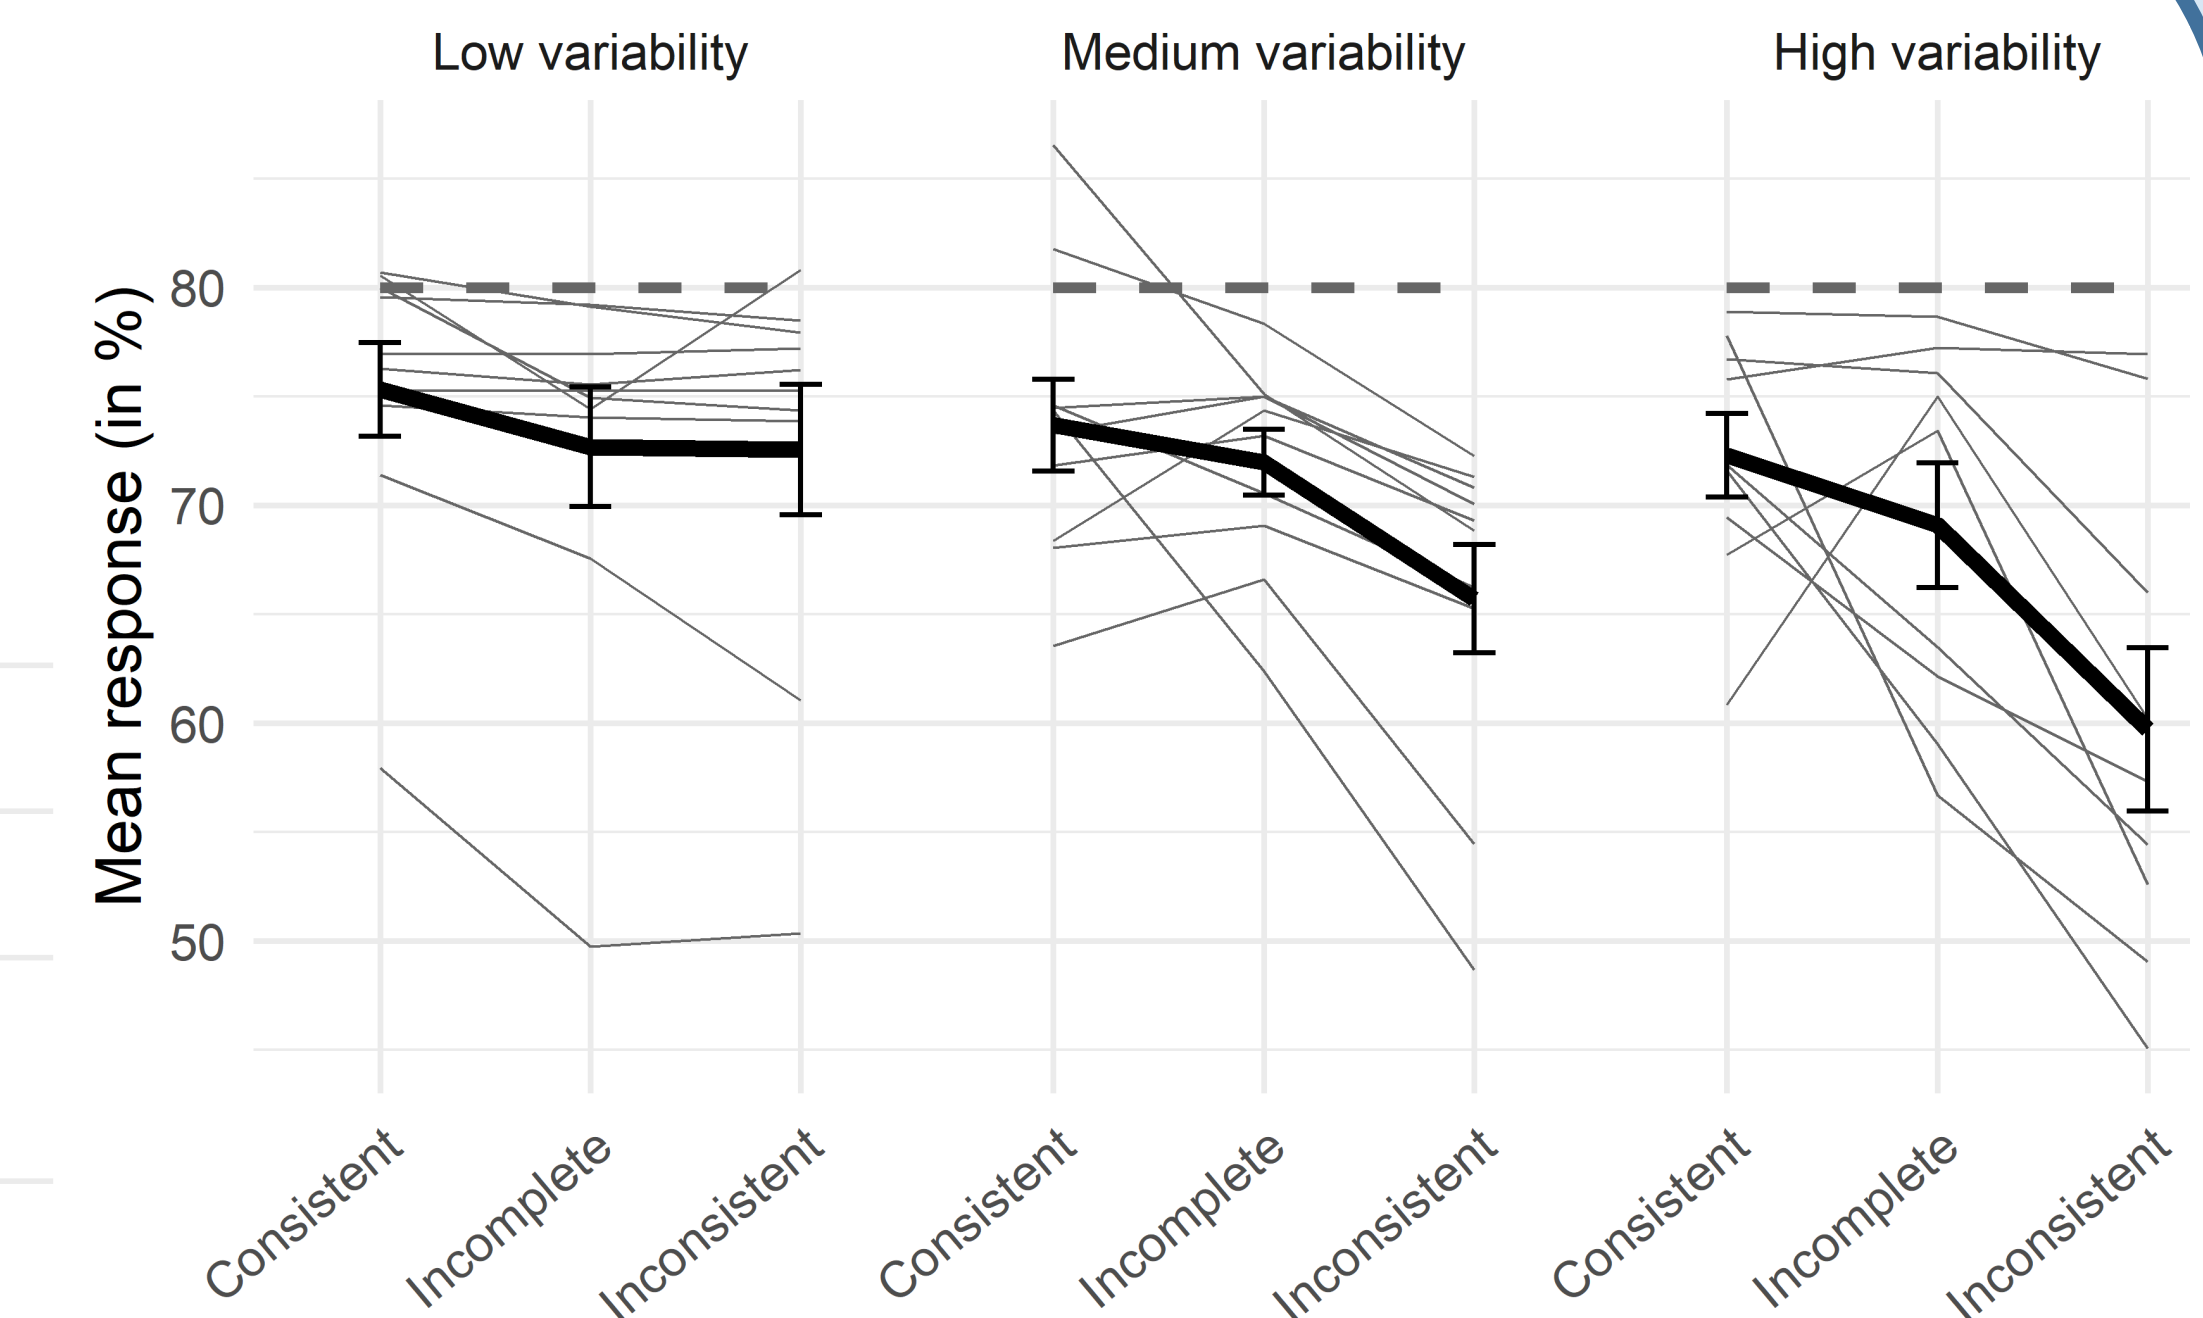 Low variability
Medium variability
High variability
Mean response (in %)
80
70
60
50
Consistent
Incomplete
Inconsistent
Consistent
Incomplete
Inconsistent
Consistent
Incomplete
Inconsistent